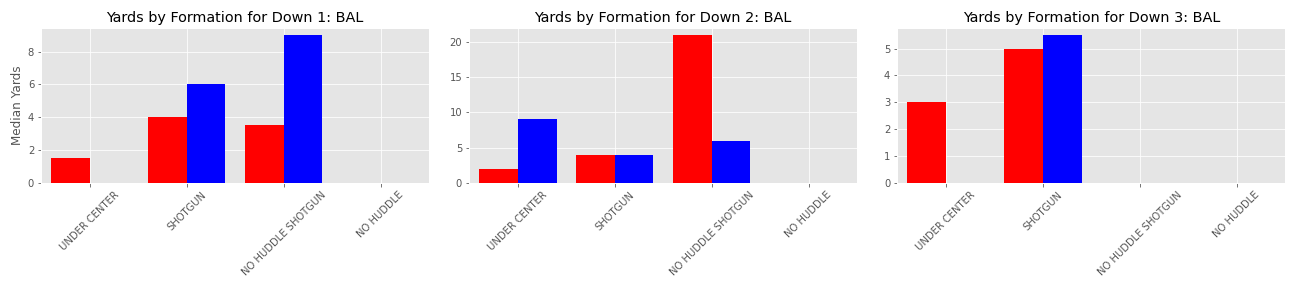 Yards by Formation for Down 1: BAL
Median Yards
8
6
4
2
0
UNDER CENTER
SHOTGUN
NO HUDDLE SHOTGUN
NO HUDDLE
Yards by Formation for Down 2: BAL
20
15
10
5
0
UNDER CENTER
SHOTGUN
NO HUDDLE SHOTGUN
NO HUDDLE
Yards by Formation for Down 3: BAL
5
4
3
2
1
0
UNDER CENTER
SHOTGUN
NO HUDDLE SHOTGUN
NO HUDDLE